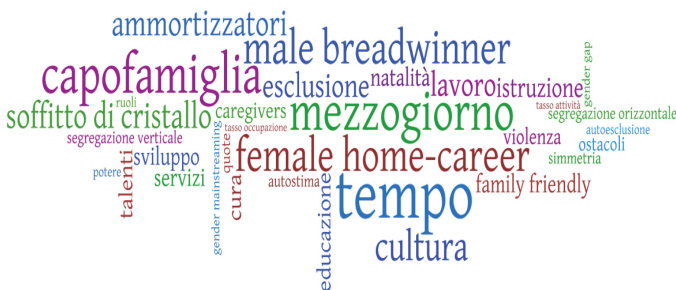 ammortizzatori
male breadwinner
capofamiglia
esclusione
natalità
lavoro
istruzione
gender gap
ruoli
soffitto di cristallo
caregivers
mezzogiorno
tasso attività
segregazione orizzontale
tasso occupazione
segregazione verticale
violenza
autoesclusione
ostacoli
talenti
sviluppo
gender mainstreaming
quote
female home-career
simmetria
potere
servizi
cura
autostima
tempo
family friendly
educazione
cultura